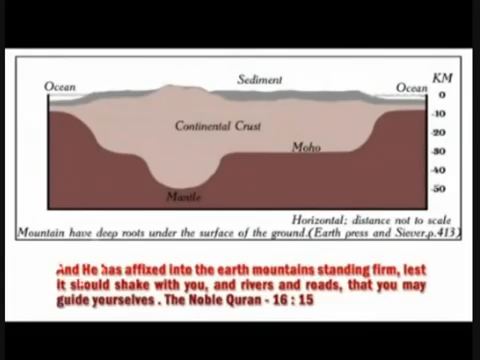 KM
Ocean
Sediment
Ocean
0
-10
Continental Crust
-20
Moho
-30
-40
Mantle
-50
Horizontal; distance not to scale
Mountain have deep roots under the surface of the ground.(Earth press and Siever,p.413)
And He has affixed into the earth mountains standing firm, lest
it should shake with you, and rivers and roads, that you may
guide yourselves . The Noble Quran - 16 : 15